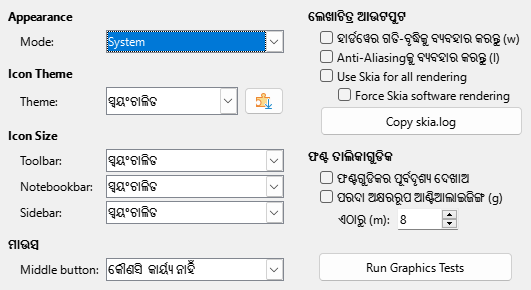 Appearance
Mode: System
Icon Theme
Theme: ସ୍ୱୟଂଚାଳିତ
Icon Size
Toolbar: ସ୍ୱୟଂଚାଳିତ
Notebookbar: ସ୍ୱୟଂଚାଳିତ
Sidebar: ସ୍ୱୟଂଚାଳିତ
ମାଉସ
Middle button: କୌଣସି କାର୍ୟ୍ୟ ନାହିଁ
ଲେଖାଚିତ୍ର ଆଉଟପୁଟ
ହାର୍ଡୱେର ଗତି-ବୃଦ୍ଧିକୁ ବ୍ୟବହାର କରନ୍ତୁ (w)
Anti-Aliasingକୁ ବ୍ୟବହାର କରନ୍ତୁ (l)
Use Skia for all rendering
Force Skia software rendering
Copy skia.log
ଫଣ୍ଟ ତାଲିକାଗୁଡିକ
ଫଣ୍ଟଗୁଡିକର ପୂର୍ବଦୃଶ୍ୟ ଦେଖାଅ
ପରଦା ଅକ୍ଷରରୂପ ଆଣ୍ଟିଆଲାଇଜିଙ୍ଗ (g)
ଏଠାରୁ (m): 8
Run Graphics Tests